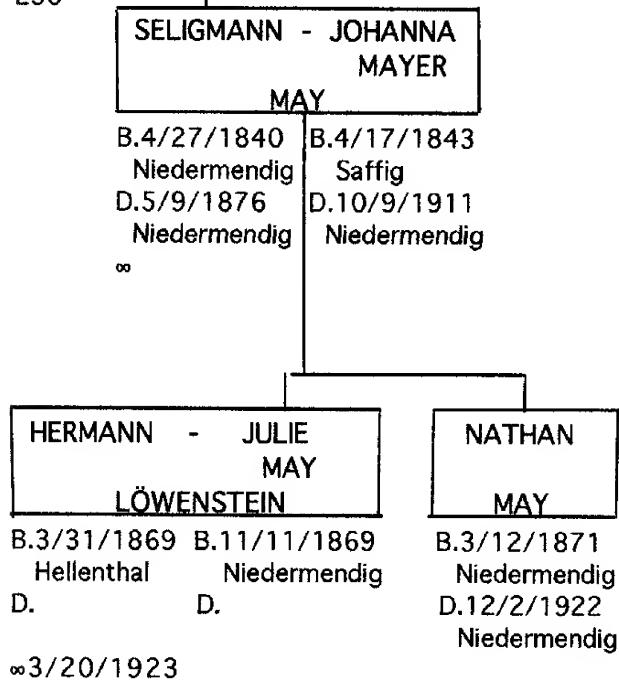 SELIGMANN - JOHANNA
MAYER
MAY
B.4/27/1840 B.4/17/1843
Niedermendig Saffig
D.5/9/1876 D.10/9/1911
Niedermendig Niedermendig
∞
HERMANN - JULIE
MAY
LÖWENSTEIN
B.3/31/1869 B.11/11/1869
Hellenthal Niedermendig
D. D.
∞3/20/1923
NATHAN
MAY
B.3/12/1871
Niedermendig
D.12/2/1922
Niedermendig